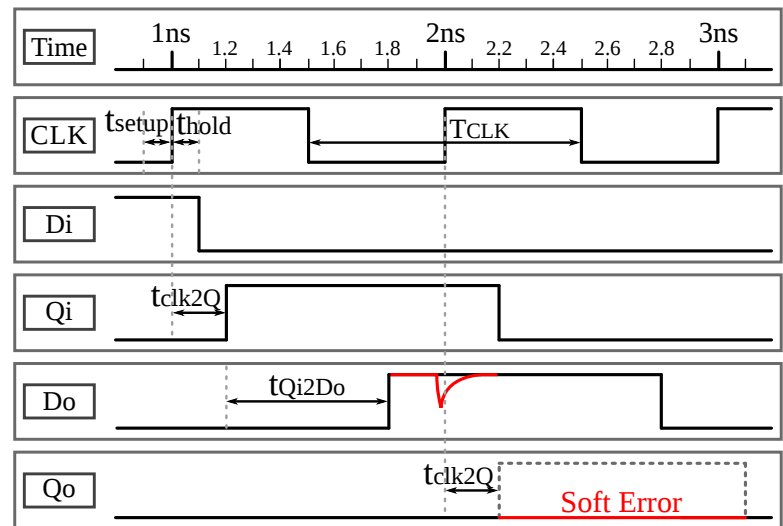 Time 1ns 1.2 1.4 1.6 1.8 2ns 2.2 2.4 2.6 2.8 3ns
CLK tsetup thold TCLK
Di
Qi tclk2Q
Do tQi2Do
Qo tclk2Q Soft Error